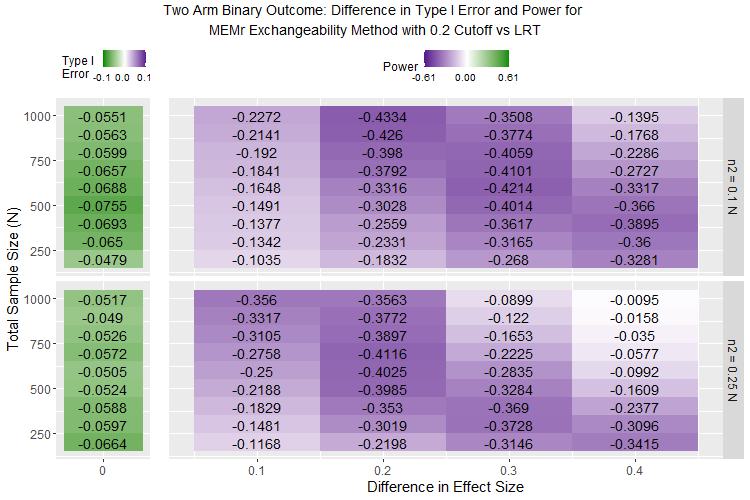 Two Arm Binary Outcome: Difference in Type I Error and Power for
MEMr Exchangeability Method with 0.2 Cutoff vs LRT
Type I
Error
-0.1 0.0 0.1
Power
-0.61 0.00 0.61
Total Sample Size (N)
1000 -0.0551 -0.2272 -0.4334 -0.3508 -0.1395
-0.0563 -0.2141 -0.426 -0.3774 -0.1768
750 -0.0599 -0.192 -0.398 -0.4059 -0.2286
-0.0657 -0.1841 -0.3792 -0.4101 -0.2727
-0.0688 -0.1648 -0.3316 -0.4214 -0.3317
500 -0.0755 -0.1491 -0.3028 -0.4014 -0.366
-0.0693 -0.1377 -0.2559 -0.3617 -0.3895
250 -0.065 -0.1342 -0.2331 -0.3165 -0.36
-0.0479 -0.1035 -0.1832 -0.268 -0.3281
n2 = 0.1 N
1000 -0.0517 -0.356 -0.3563 -0.0899 -0.0095
-0.049 -0.3317 -0.3772 -0.122 -0.0158
750 -0.0526 -0.3105 -0.3897 -0.1653 -0.035
-0.0572 -0.2758 -0.4116 -0.2225 -0.0577
-0.0505 -0.25 -0.4025 -0.2835 -0.0992
500 -0.0524 -0.2188 -0.3985 -0.3284 -0.1609
-0.0588 -0.1829 -0.353 -0.369 -0.2377
250 -0.0597 -0.1481 -0.3019 -0.3728 -0.3096
-0.0664 -0.1168 -0.2198 -0.3146 -0.3415
n2 = 0.25 N
0 0.1 0.2 0.3 0.4
Difference in Effect Size